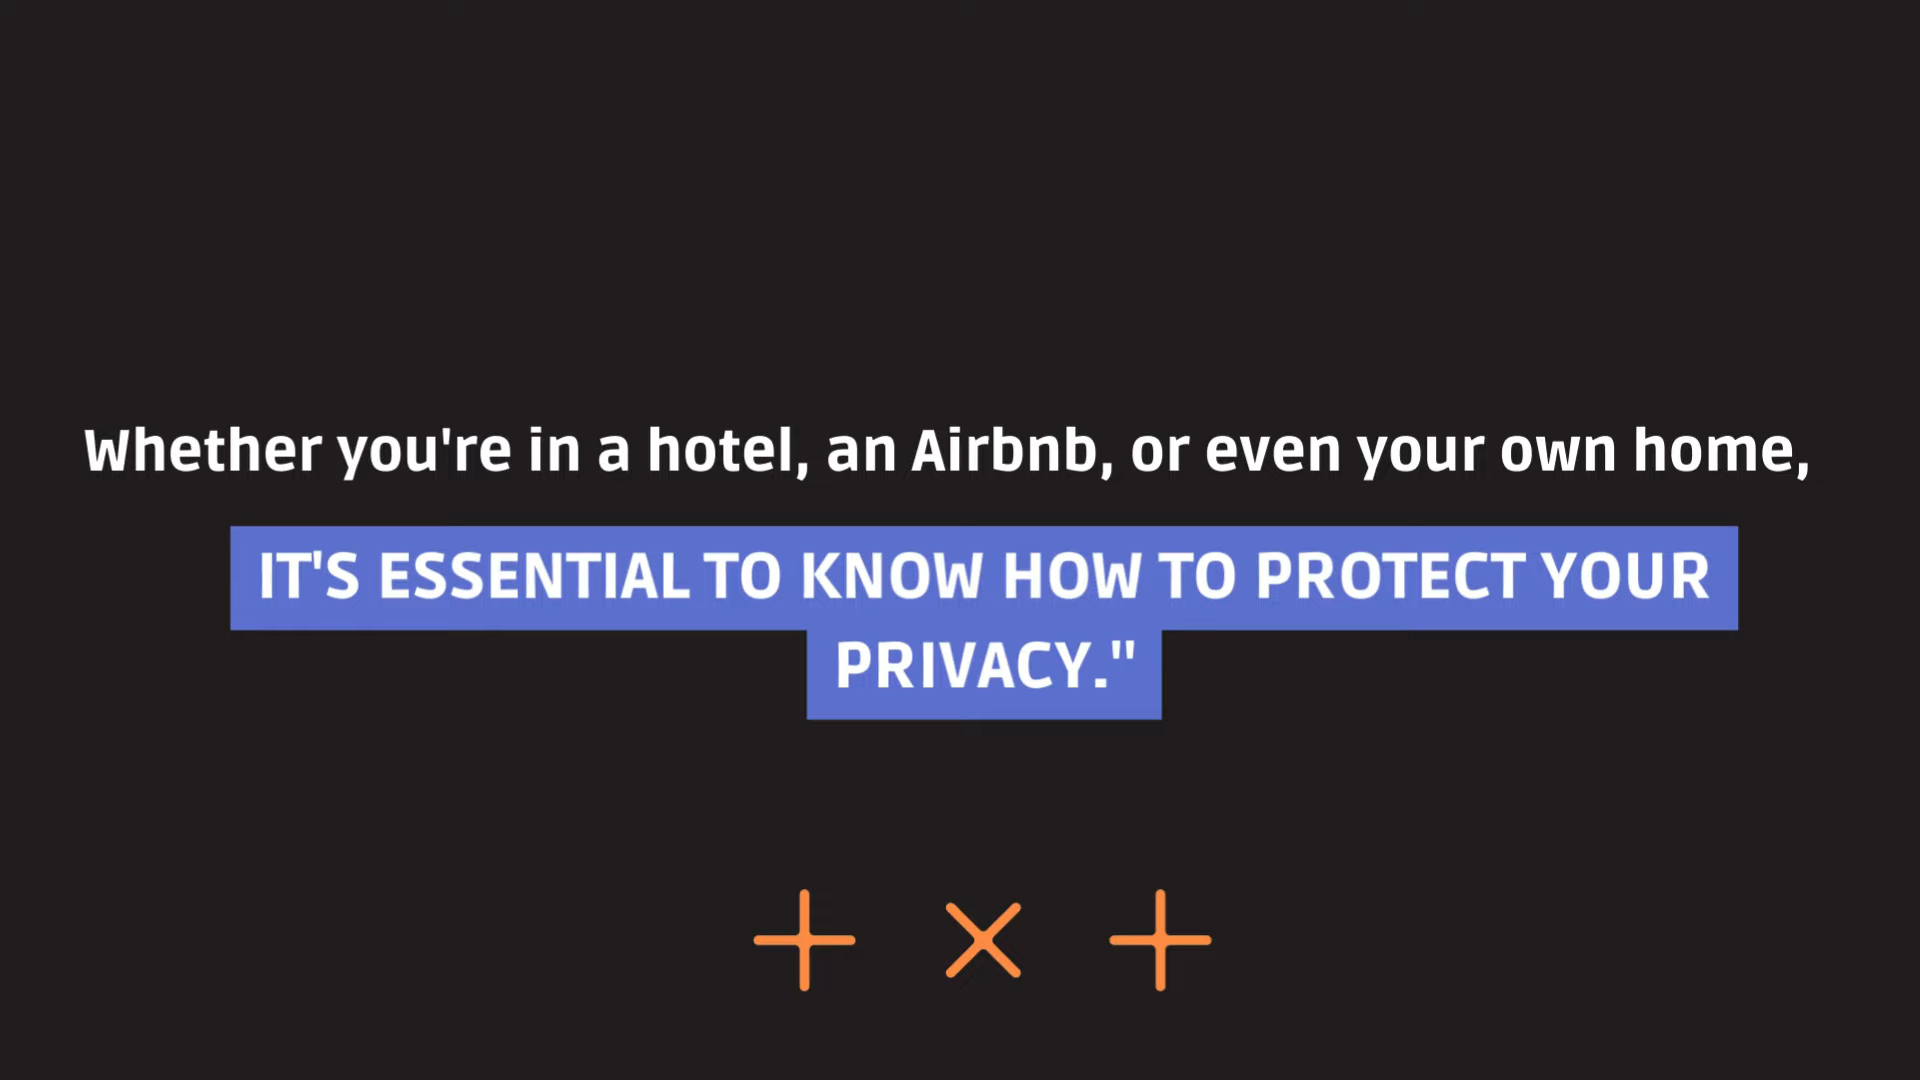 Whether you're in a hotel, an Airbnb, or even your own home,
IT'S ESSENTIAL TO KNOW HOW TO PROTECT YOUR
PRIVACY."